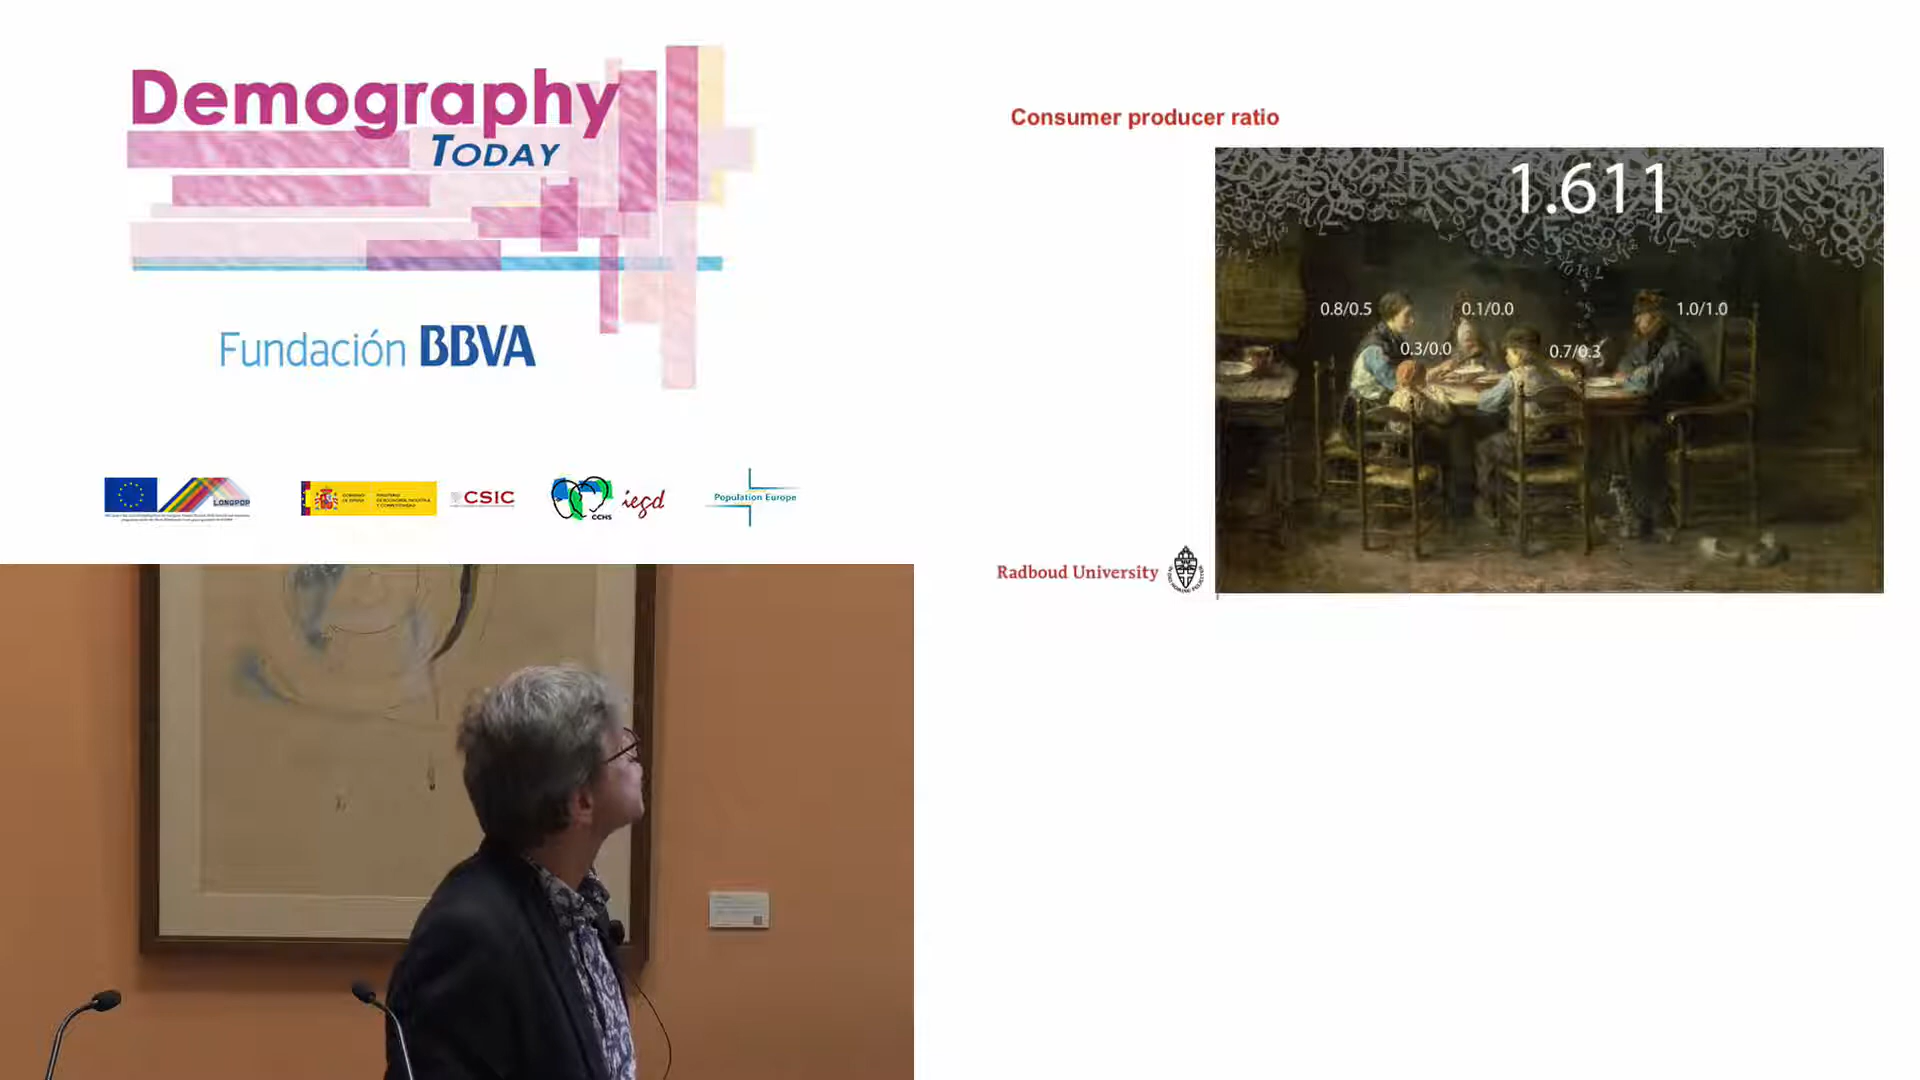 Demography
TODAY
Fundación BBVA
LONGPOP
CSIC
CCHS
iegd
Population Europe
Consumer producer ratio
1.611
0.8/0.5
0.1/0.0
1.0/1.0
0.3/0.0
0.7/0.3
Radboud University